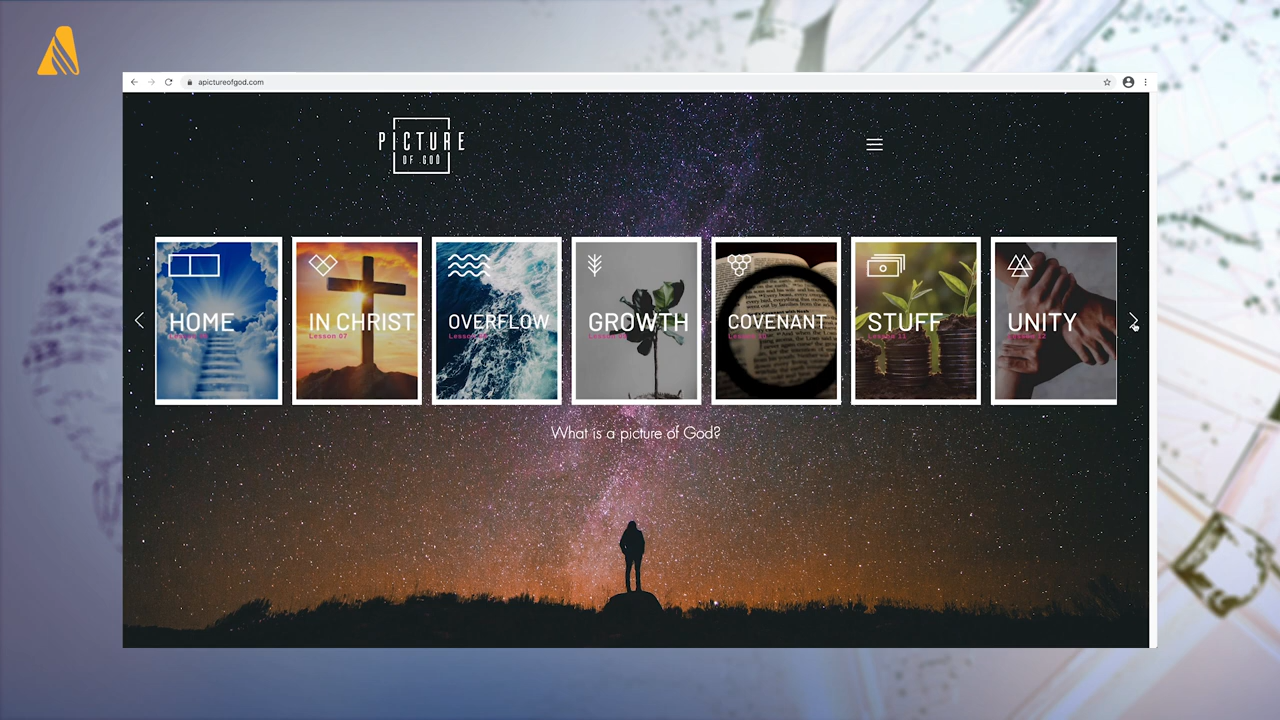 apictureofgod.com
PICTURE
OF GOD
HOME
IN CHRIST
Lesson 07
OVERFLOW
GROWTH
COVENANT
STUFF
Lesson 11
UNITY
What is a picture of God?